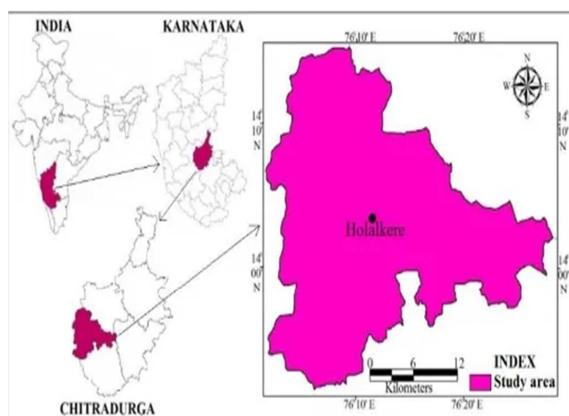 INDIA
KARNATAKA
76°10' E
76°20' E
N
W
E
S
14°
10'
N
14°
10'
N
Holalkere
14°
00'
N
14°
00'
N
0 6 12
Kilometers
INDEX
Study area
76°10' E
76°20' E
CHITRADURGA